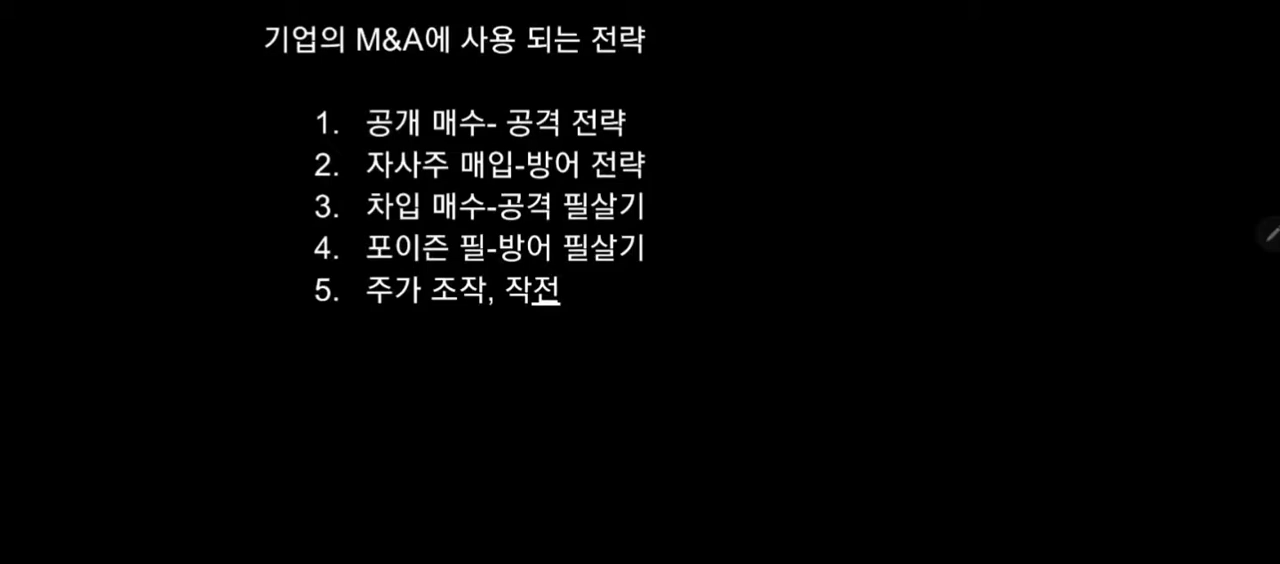 기업의 M&A에 사용 되는 전략
1. 공개 매수- 공격 전략
2. 자사주 매입-방어 전략
3. 차입 매수-공격 필살기
4. 포이즌 필-방어 필살기
5. 주가 조작, 작전